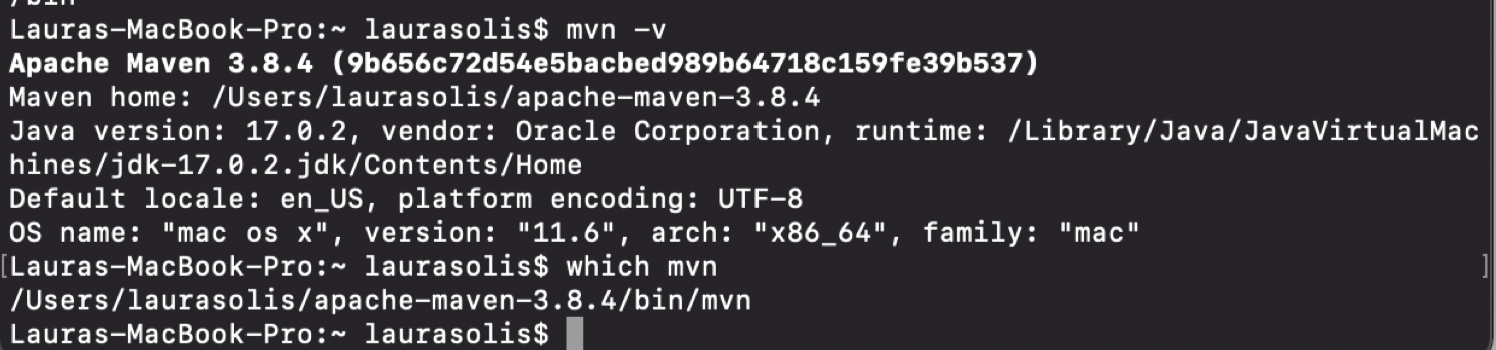 /bin
Lauras-MacBook-Pro:~ laurasolis$ mvn -v
Apache Maven 3.8.4 (9b656c72d54e5bacbed989b64718c159fe39b537)
Maven home: /Users/laurasolis/apache-maven-3.8.4
Java version: 17.0.2, vendor: Oracle Corporation, runtime: /Library/Java/JavaVirtualMac
hines/jdk-17.0.2.jdk/Contents/Home
Default locale: en_US, platform encoding: UTF-8
OS name: "mac os x", version: "11.6", arch: "x86_64", family: "mac"
[Lauras-MacBook-Pro:~ laurasolis$ which mvn ]
/Users/laurasolis/apache-maven-3.8.4/bin/mvn
Lauras-MacBook-Pro:~ laurasolis$